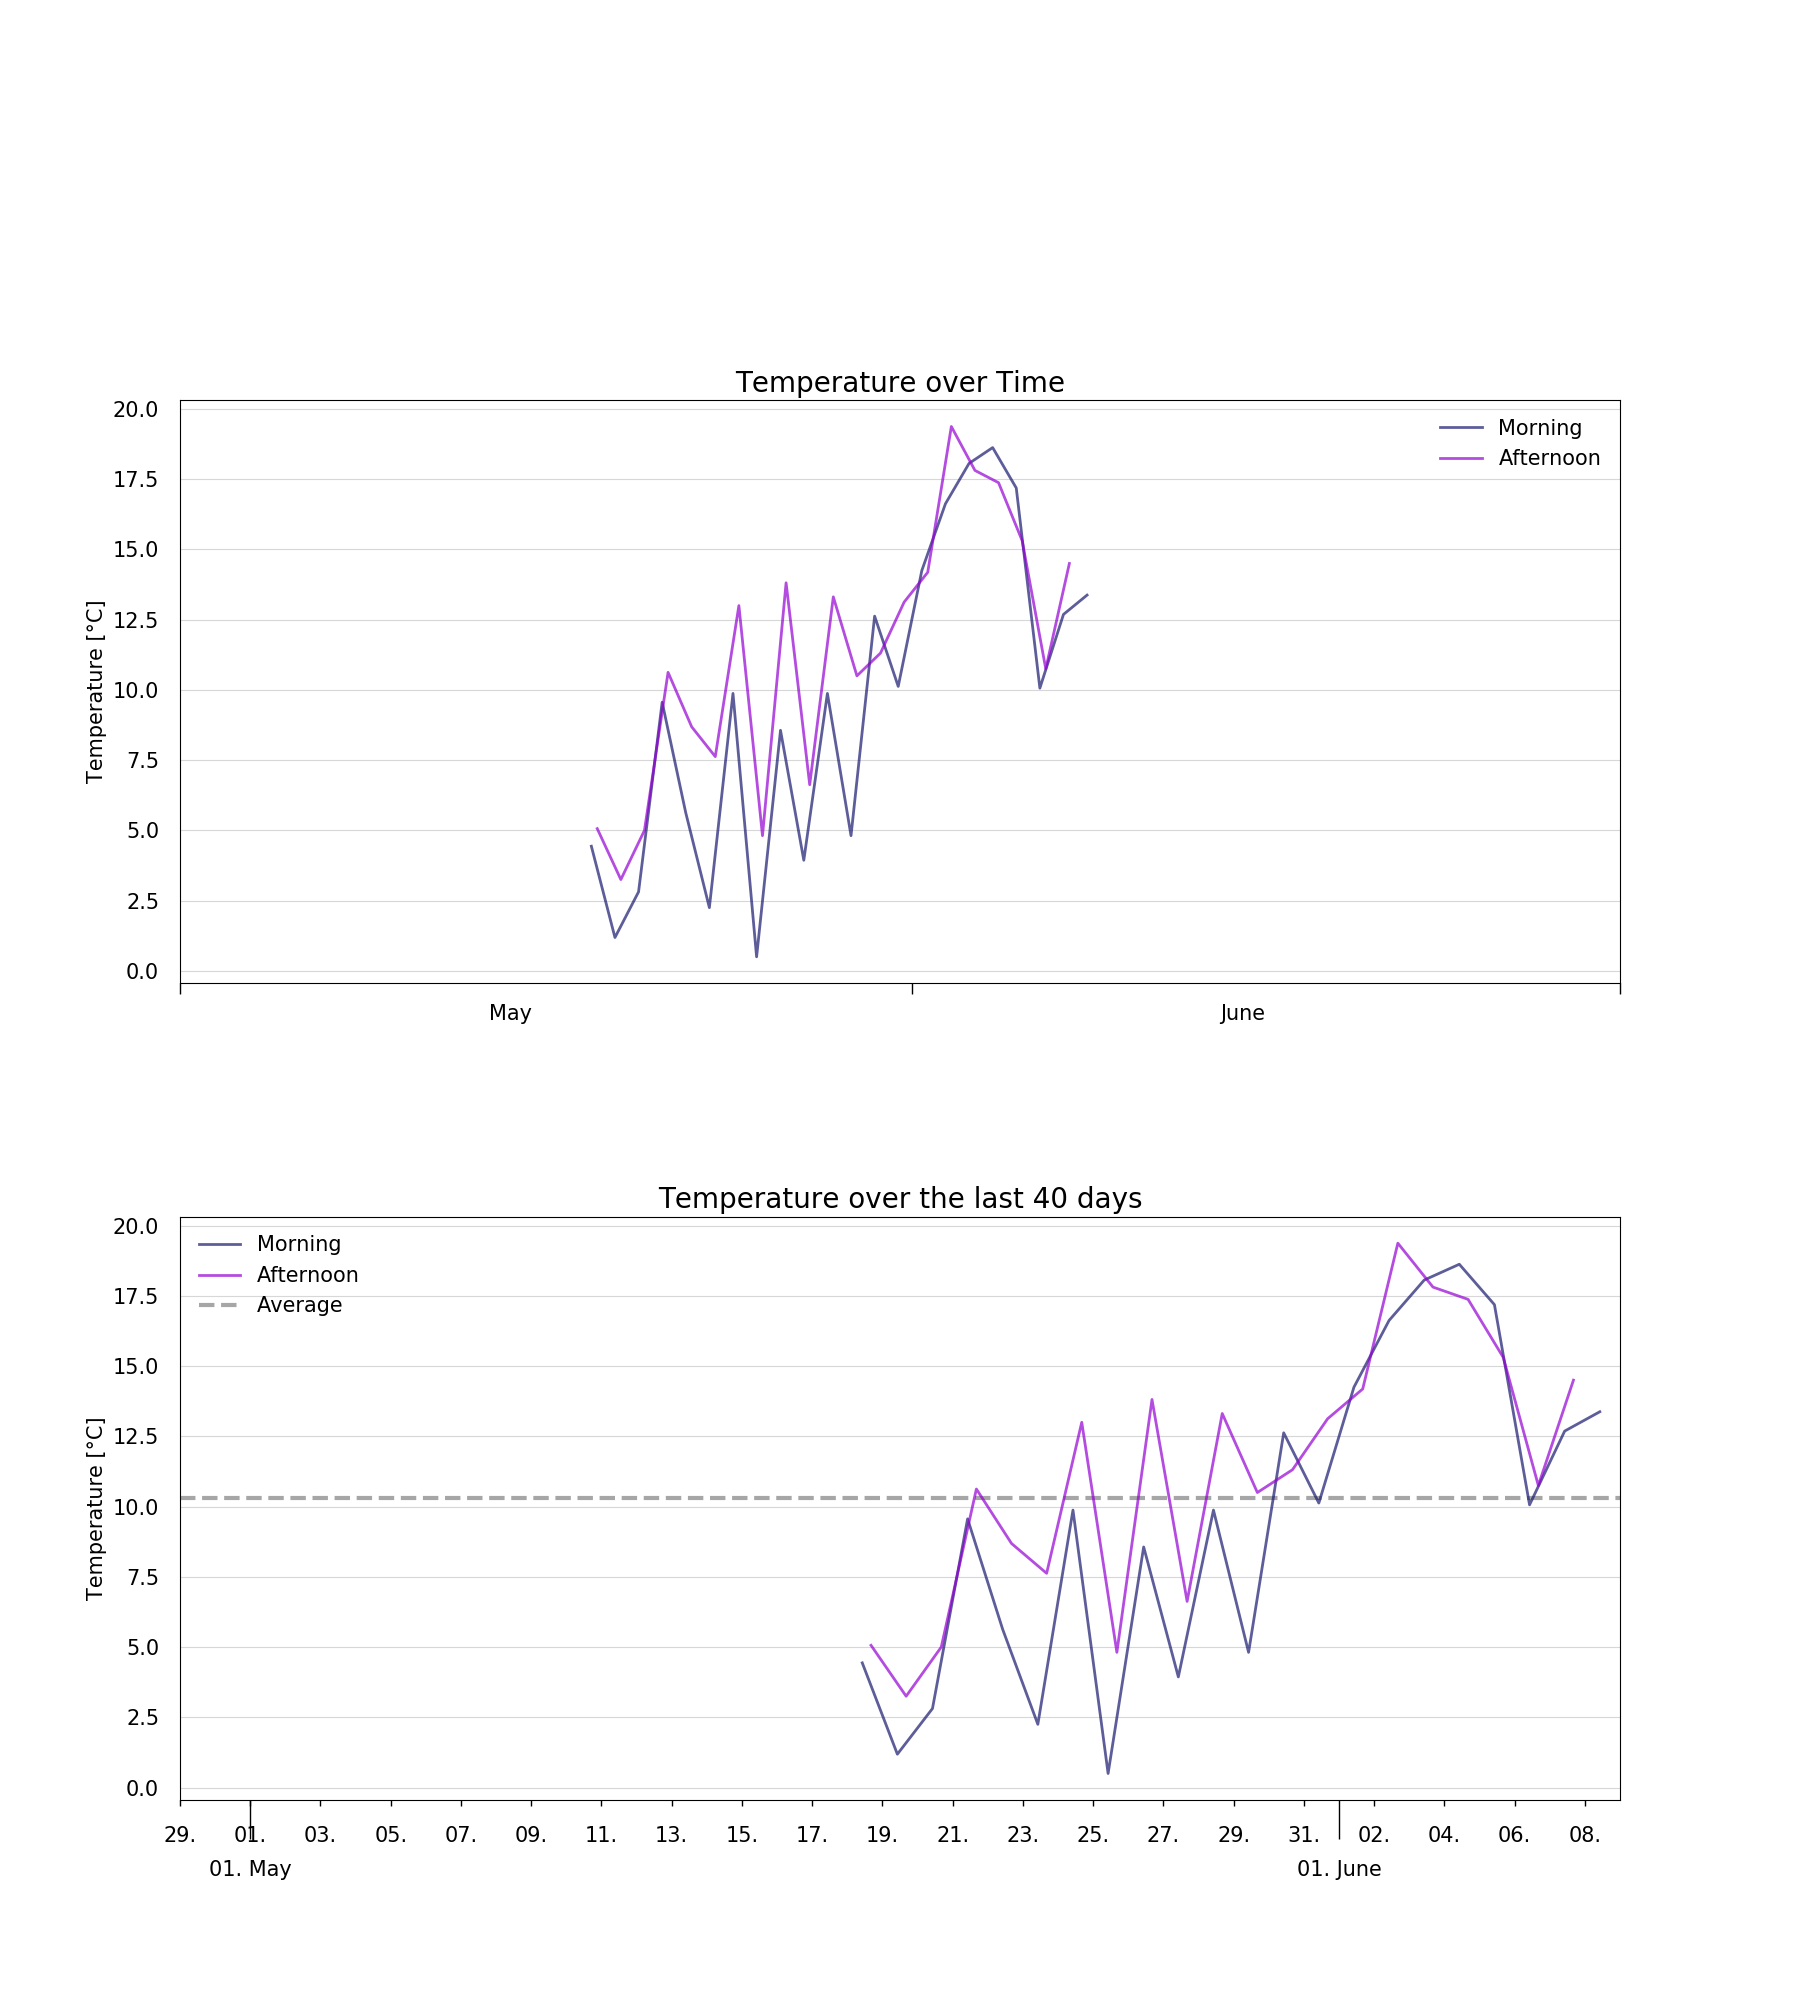 Temperature over Time
20.0
17.5
15.0
12.5
10.0
7.5
5.0
2.5
0.0
Temperature [°C]
Morning
Afternoon
May June
Temperature over the last 40 days
20.0
17.5
15.0
12.5
10.0
7.5
5.0
2.5
0.0
Temperature [°C]
Morning
Afternoon
Average
29. 01. 03. 05. 07. 09. 11. 13. 15. 17. 19. 21. 23. 25. 27. 29. 31. 02. 04. 06. 08.
01. May 01. June